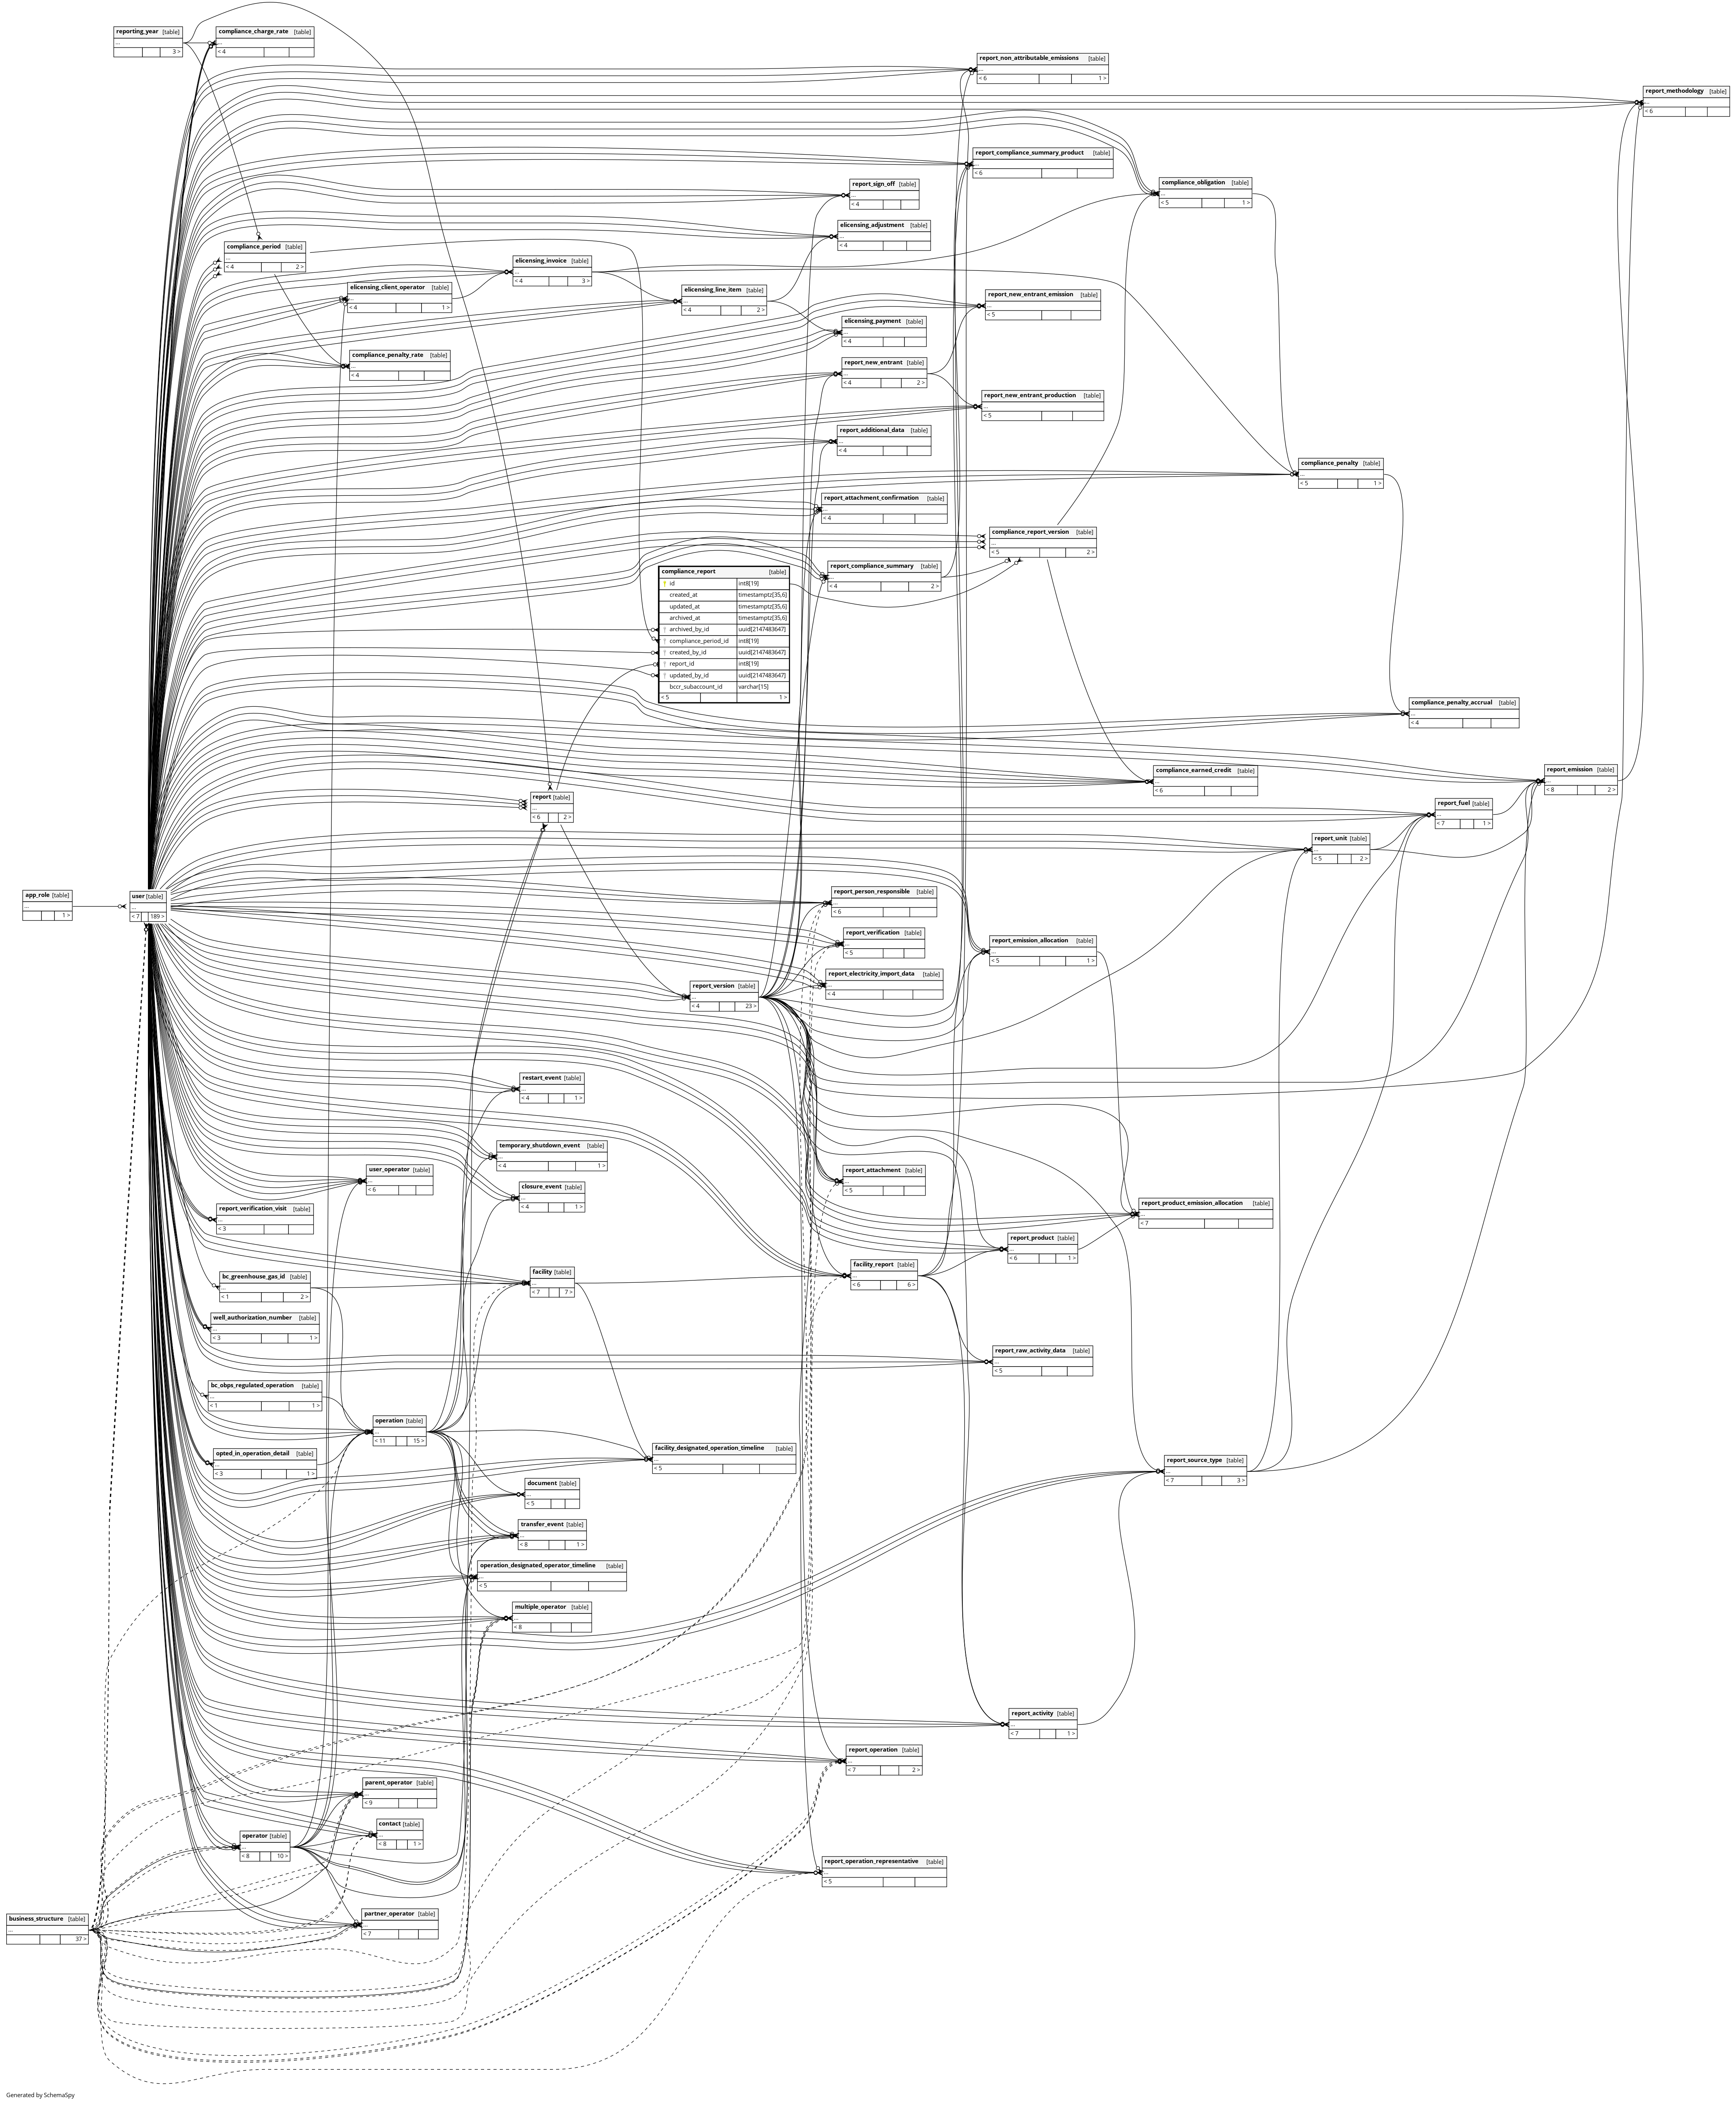 reporting_year [table]
...
3 >
compliance_charge_rate [table]
...
< 4
report_non_attributable_emissions [table]
...
< 6 1 >
report_methodology [table]
...
< 6
report_compliance_summary_product [table]
...
< 6
report_sign_off [table]
...
< 4
compliance_obligation [table]
...
< 5 1 >
elicensing_adjustment [table]
...
< 4
compliance_period [table]
...
< 4 2 >
elicensing_invoice [table]
...
< 4 3 >
elicensing_client_operator [table]
...
< 4 1 >
elicensing_line_item [table]
...
< 4 2 >
report_new_entrant_emission [table]
...
< 5
elicensing_payment [table]
...
< 4
compliance_penalty_rate [table]
...
< 4
report_new_entrant [table]
...
< 4 2 >
report_new_entrant_production [table]
...
< 5
report_additional_data [table]
...
< 4
compliance_penalty [table]
...
< 5 1 >
report_attachment_confirmation [table]
...
< 4
compliance_report_version [table]
...
< 5 2 >
report_compliance_summary [table]
...
< 4 2 >
compliance_report [table]
id int8[19]
created_at timestamptz[35,6]
updated_at timestamptz[35,6]
archived_at timestamptz[35,6]
archived_by_id uuid[2147483647]
compliance_period_id int8[19]
created_by_id uuid[2147483647]
report_id int8[19]
updated_by_id uuid[2147483647]
bccr_subaccount_id varchar[15]
< 5 1 >
compliance_penalty_accrual [table]
...
< 4
compliance_earned_credit [table]
...
< 6
report_emission [table]
...
< 8 2 >
report [table]
...
< 6 2 >
report_fuel [table]
...
< 7 1 >
report_unit [table]
...
< 5 2 >
app_role [table]
...
1 >
user [table]
...
< 7 189 >
report_person_responsible [table]
...
< 6
report_verification [table]
...
< 5
report_emission_allocation [table]
...
< 5 1 >
report_electricity_import_data [table]
...
< 4
report_version [table]
...
< 4 23 >
restart_event [table]
...
< 4 1 >
temporary_shutdown_event [table]
...
< 4 1 >
user_operator [table]
...
< 6
report_attachment [table]
...
< 5
closure_event [table]
...
< 4 1 >
report_verification_visit [table]
...
< 3
report_product_emission_allocation [table]
...
< 7
report_product [table]
...
< 6 1 >
facility_report [table]
...
< 6 6 >
facility [table]
...
< 7 7 >
bc_greenhouse_gas_id [table]
...
< 1 2 >
well_authorization_number [table]
...
< 3 1 >
report_raw_activity_data [table]
...
< 5
bc_obps_regulated_operation [table]
...
< 1 1 >
operation [table]
...
< 11 15 >
facility_designated_operation_timeline [table]
...
< 5
opted_in_operation_detail [table]
...
< 3 1 >
report_source_type [table]
...
< 7 3 >
document [table]
...
< 5
transfer_event [table]
...
< 8 1 >
operation_designated_operator_timeline [table]
...
< 5
multiple_operator [table]
...
< 8
report_activity [table]
...
< 7 1 >
report_operation [table]
...
< 7 2 >
parent_operator [table]
...
< 9
contact [table]
...
< 8 1 >
operator [table]
...
< 8 10 >
report_operation_representative [table]
...
< 5
partner_operator [table]
...
< 7
business_structure [table]
...
37 >
Generated by SchemaSpy